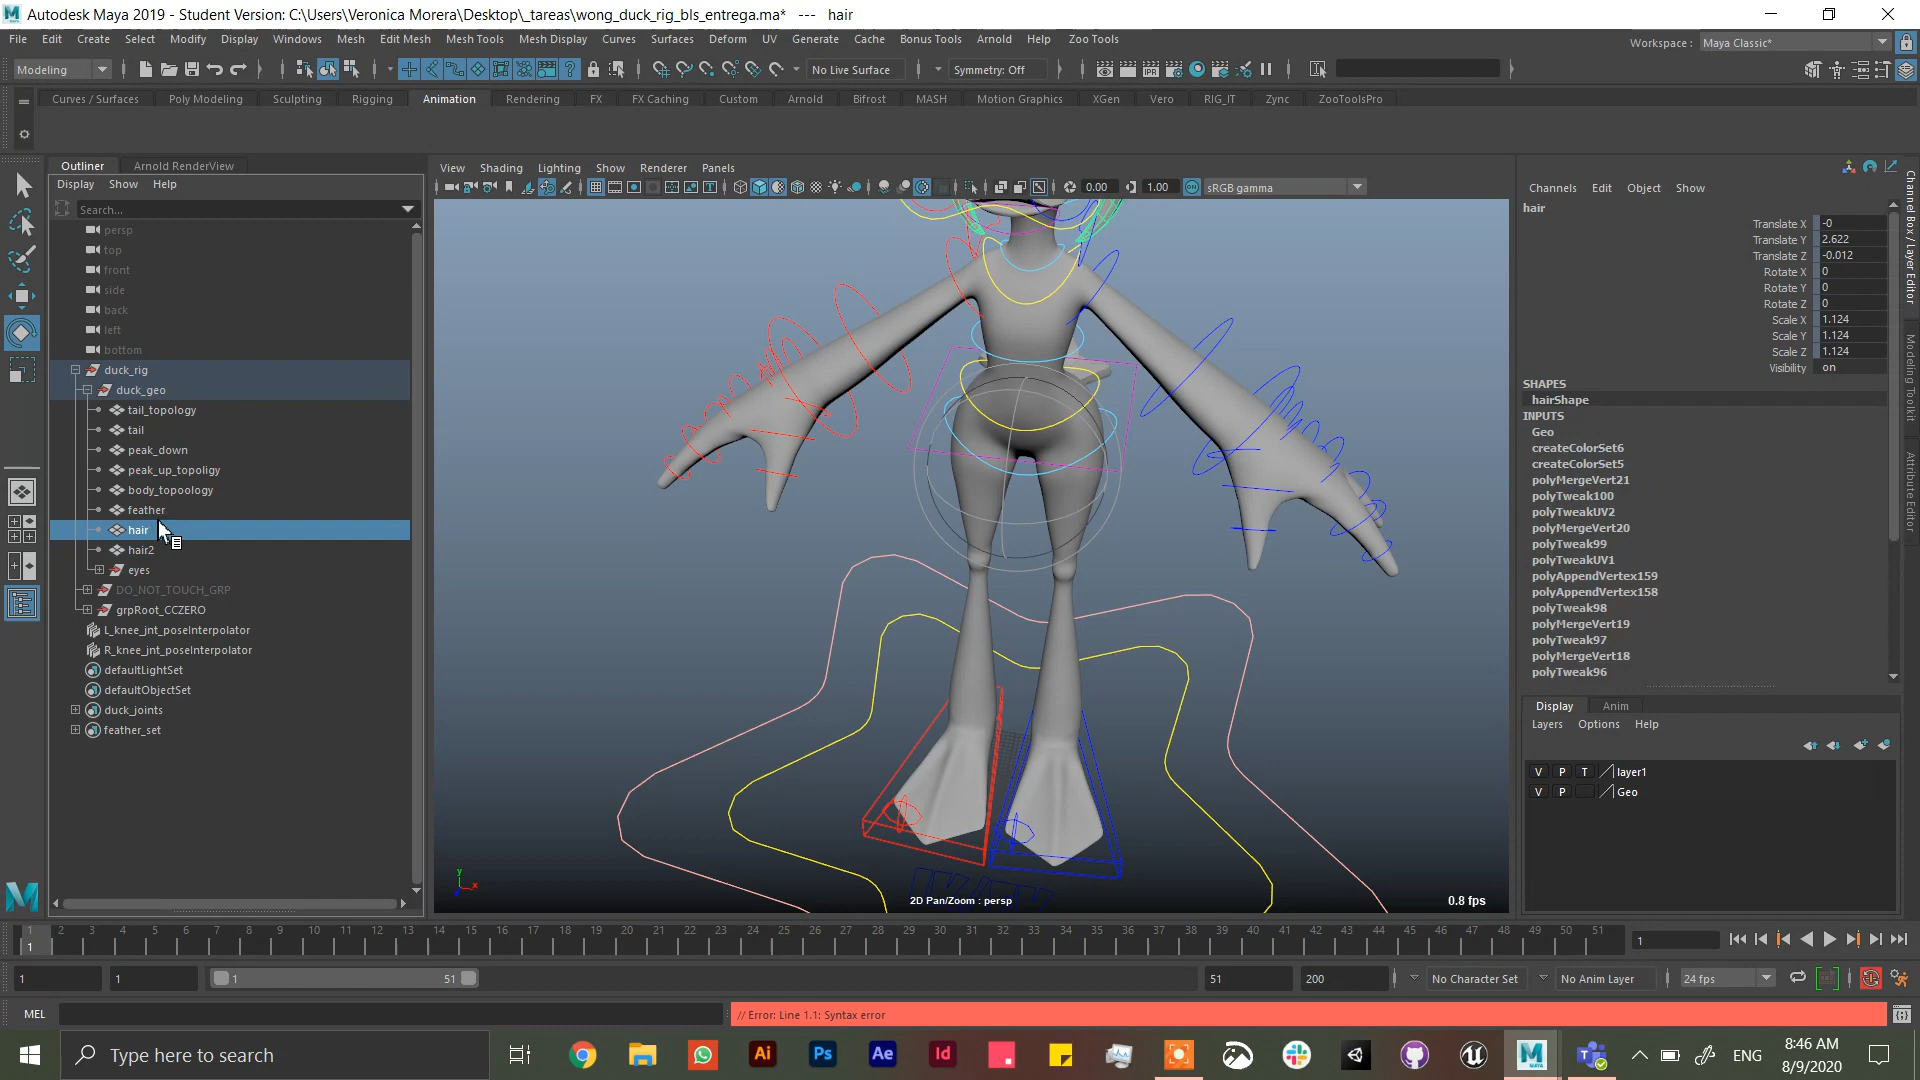 Autodesk Maya 2019 - Student Version: C:\Users\Veronica Morera\Desktop\_tareas\wong_duck_rig_bls_entrega.ma* --- hair
File Edit Create Select Modify Display Windows Mesh Edit Mesh Mesh Tools Mesh Display Curves Surfaces Deform UV Generate Cache Bonus Tools Arnold Help Zoo Tools
Workspace : Maya Classic*
Modeling No Live Surface Symmetry: Off
Curves / Surfaces Poly Modeling Sculpting Rigging Animation Rendering FX FX Caching Custom Arnold Bifrost MASH Motion Graphics XGen Vero RIG_IT Zync ZooToolsPro
Outliner Arnold RenderView
Display Show Help
Search...
persp
top
front
side
back
left
bottom
duck_rig
duck_geo
tail_topology
tail
peak_down
peak_up_topoligy
body_topoology
feather
hair
hair2
eyes
DO_NOT_TOUCH_GRP
grpRoot_CCZERO
L_knee_jnt_poseInterpolator
R_knee_jnt_poseInterpolator
defaultLightSet
defaultObjectSet
duck_joints
feather_set
View Shading Lighting Show Renderer Panels
0.00 1.00 sRGB gamma
2D Pan/Zoom : persp
0.8 fps
Channels Edit Object Show
hair
Translate X -0
Translate Y 2.622
Translate Z -0.012
Rotate X 0
Rotate Y 0
Rotate Z 0
Scale X 1.124
Scale Y 1.124
Scale Z 1.124
Visibility on
SHAPES
hairShape
INPUTS
Geo
createColorSet6
createColorSet5
polyMergeVert21
polyTweak100
polyTweakUV2
polyMergeVert20
polyTweak99
polyTweakUV1
polyAppendVertex159
polyAppendVertex158
polyTweak98
polyMergeVert19
polyTweak97
polyMergeVert18
polyTweak96
Display Anim
Layers Options Help
V P T layer1
V P Geo
Channel Box / Layer Editor
Modeling Toolkit
Attribute Editor
1 2 3 4 5 6 7 8 9 10 11 12 13 14 15 16 17 18 19 20 21 22 23 24 25 26 27 28 29 30 31 32 33 34 35 36 37 38 39 40 41 42 43 44 45 46 47 48 49 50 51
1 1
1 1 1 51 51 200 No Character Set No Anim Layer 24 fps
MEL // Error: Line 1.1: Syntax error
Type here to search
ENG
8:46 AM
8/9/2020